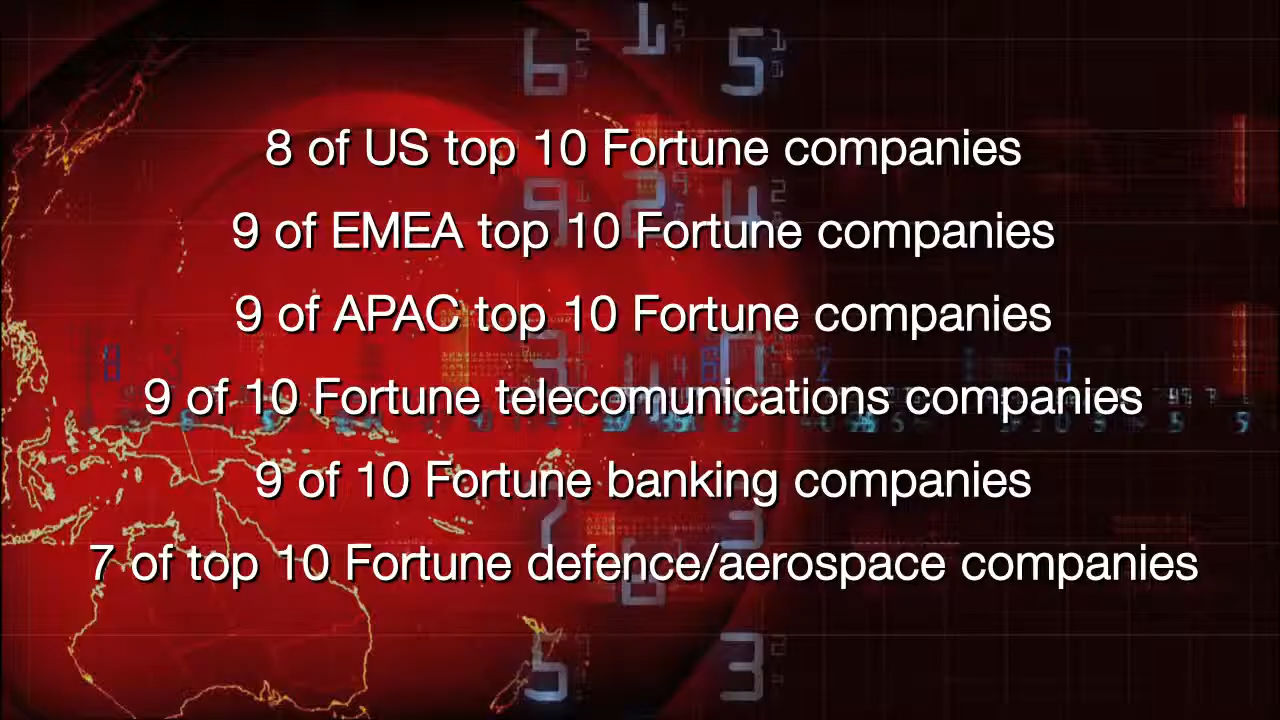 8 of US top 10 Fortune companies
9 of EMEA top 10 Fortune companies
9 of APAC top 10 Fortune companies
9 of 10 Fortune telecomunications companies
9 of 10 Fortune banking companies
7 of top 10 Fortune defence/aerospace companies